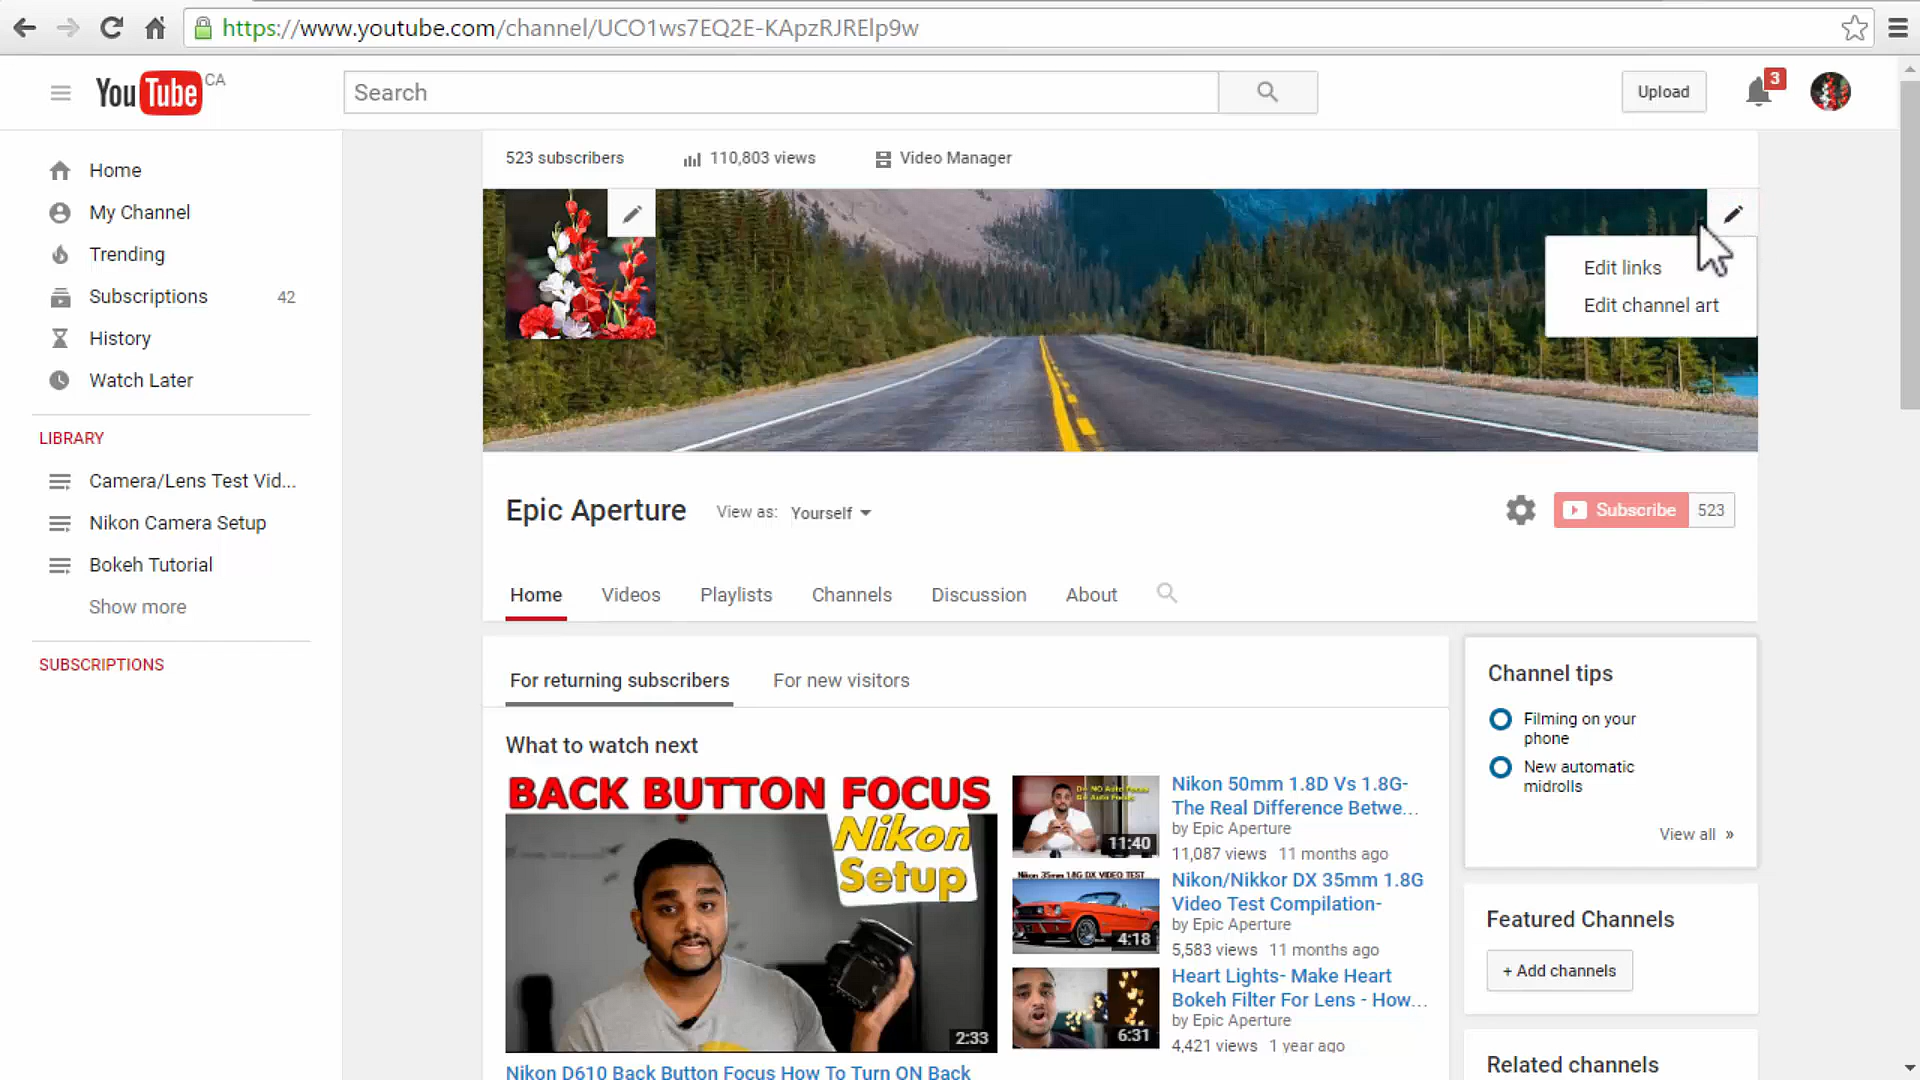 https://www.youtube.com/channel/UCO1ws7EQ2E-KApzRJRElp9w
YouTube CA
Search
Upload
3
Home
My Channel
Trending
Subscriptions 42
History
Watch Later
LIBRARY
Camera/Lens Test Vid...
Nikon Camera Setup
Bokeh Tutorial
Show more
SUBSCRIPTIONS
523 subscribers 110,803 views Video Manager
Edit links
Edit channel art
Epic Aperture View as: Yourself
Subscribe 523
Home Videos Playlists Channels Discussion About
For returning subscribers For new visitors
What to watch next
BACK BUTTON FOCUS
Nikon
Setup
2:33
Nikon D610 Back Button Focus How To Turn ON Back
11:40
Nikon 50mm 1.8D Vs 1.8G-
The Real Difference Betwe...
by Epic Aperture
11,087 views 11 months ago
Nikon 35mm 1.8G DX VIDEO TEST
4:18
Nikon/Nikkor DX 35mm 1.8G
Video Test Compilation-
by Epic Aperture
5,583 views 11 months ago
6:31
Heart Lights- Make Heart
Bokeh Filter For Lens - How...
by Epic Aperture
4,421 views 1 year ago
Channel tips
Filming on your
phone
New automatic
midrolls
View all »
Featured Channels
+ Add channels
Related channels